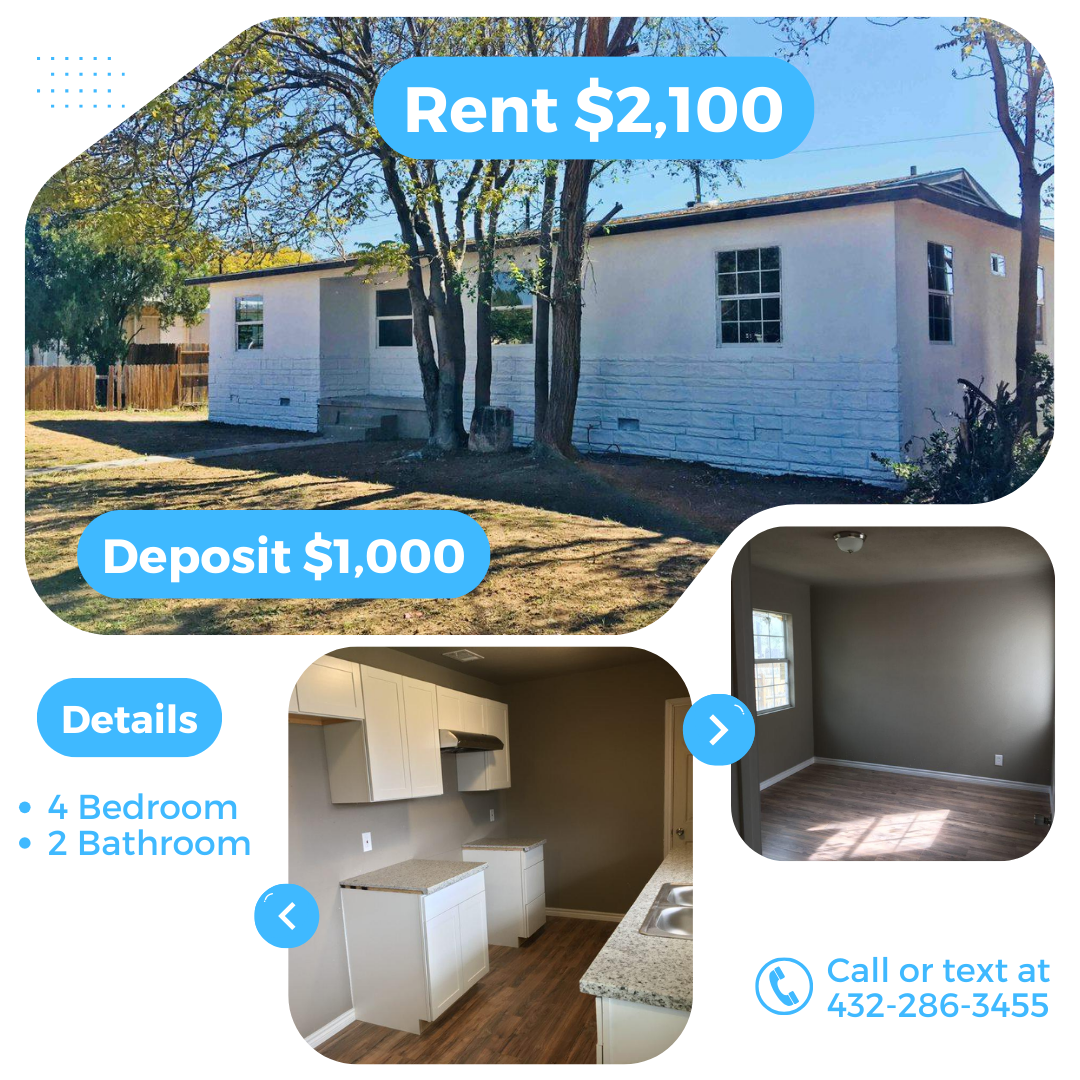 Rent $2,100
Deposit $1,000
Details
4 Bedroom
2 Bathroom
Call or text at
432-286-3455